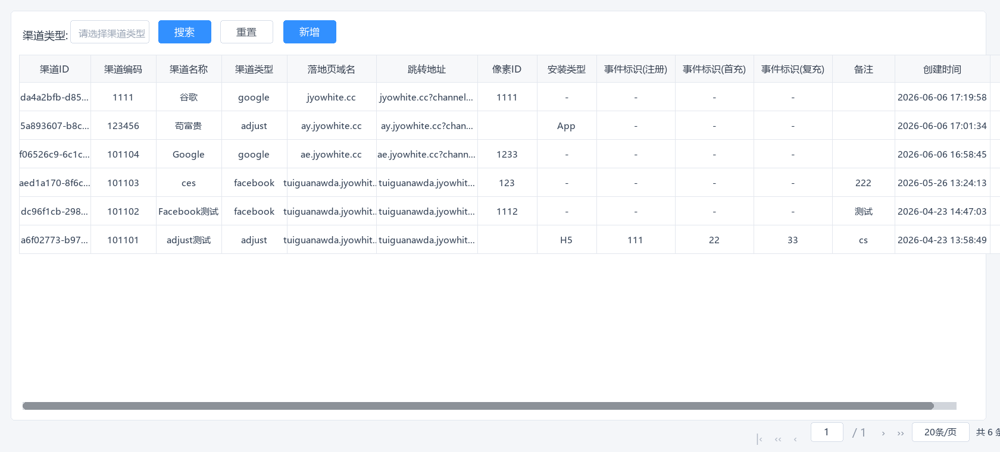 渠道类型: 请选择渠道类型 搜索 重置 新增
渠道ID 渠道编码 渠道名称 渠道类型 落地页域名 跳转地址 像素ID 安装类型 事件标识(注册) 事件标识(首充) 事件标识(复充) 备注 创建时间
da4a2bfb-d85... 1111 谷歌 google jyowhite.cc jyowhite.cc?channel... 1111 - - - - 2026-06-06 17:19:58
5a893607-b8c... 123456 苟富贵 adjust ay.jyowhite.cc ay.jyowhite.cc?chan... App - - - 2026-06-06 17:01:34
f06526c9-6c1c... 101104 Google google ae.jyowhite.cc ae.jyowhite.cc?chann... 1233 - - - - 2026-06-06 16:58:45
aed1a170-8f6c... 101103 ces facebook tuiguanawda.jyowhit... tuiguanawda.jyowhit... 123 - - - - 222 2026-05-26 13:24:13
dc96f1cb-298... 101102 Facebook测试 facebook tuiguanawda.jyowhit... tuiguanawda.jyowhit... 1112 - - - - 测试 2026-04-23 14:47:03
a6f02773-b97... 101101 adjust测试 adjust tuiguanawda.jyowhit... tuiguanawda.jyowhit... H5 111 22 33 cs 2026-04-23 13:58:49
|‹ ‹‹ ‹ 1 / 1 › ›› 20条/页 共 6 条